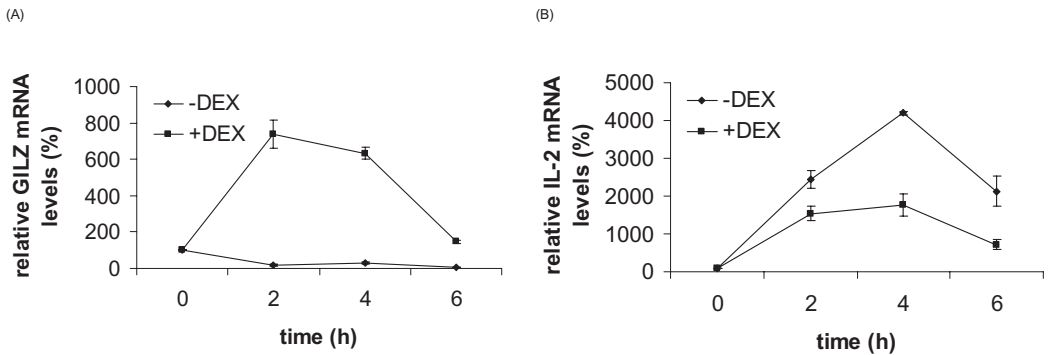 (A)
relative GILZ mRNA
levels (%)
1000
800
600
400
200
0
-DEX
+DEX
0 2 4 6
time (h)
(B)
relative IL-2 mRNA
levels (%)
5000
4000
3000
2000
1000
0
-DEX
+DEX
0 2 4 6
time (h)